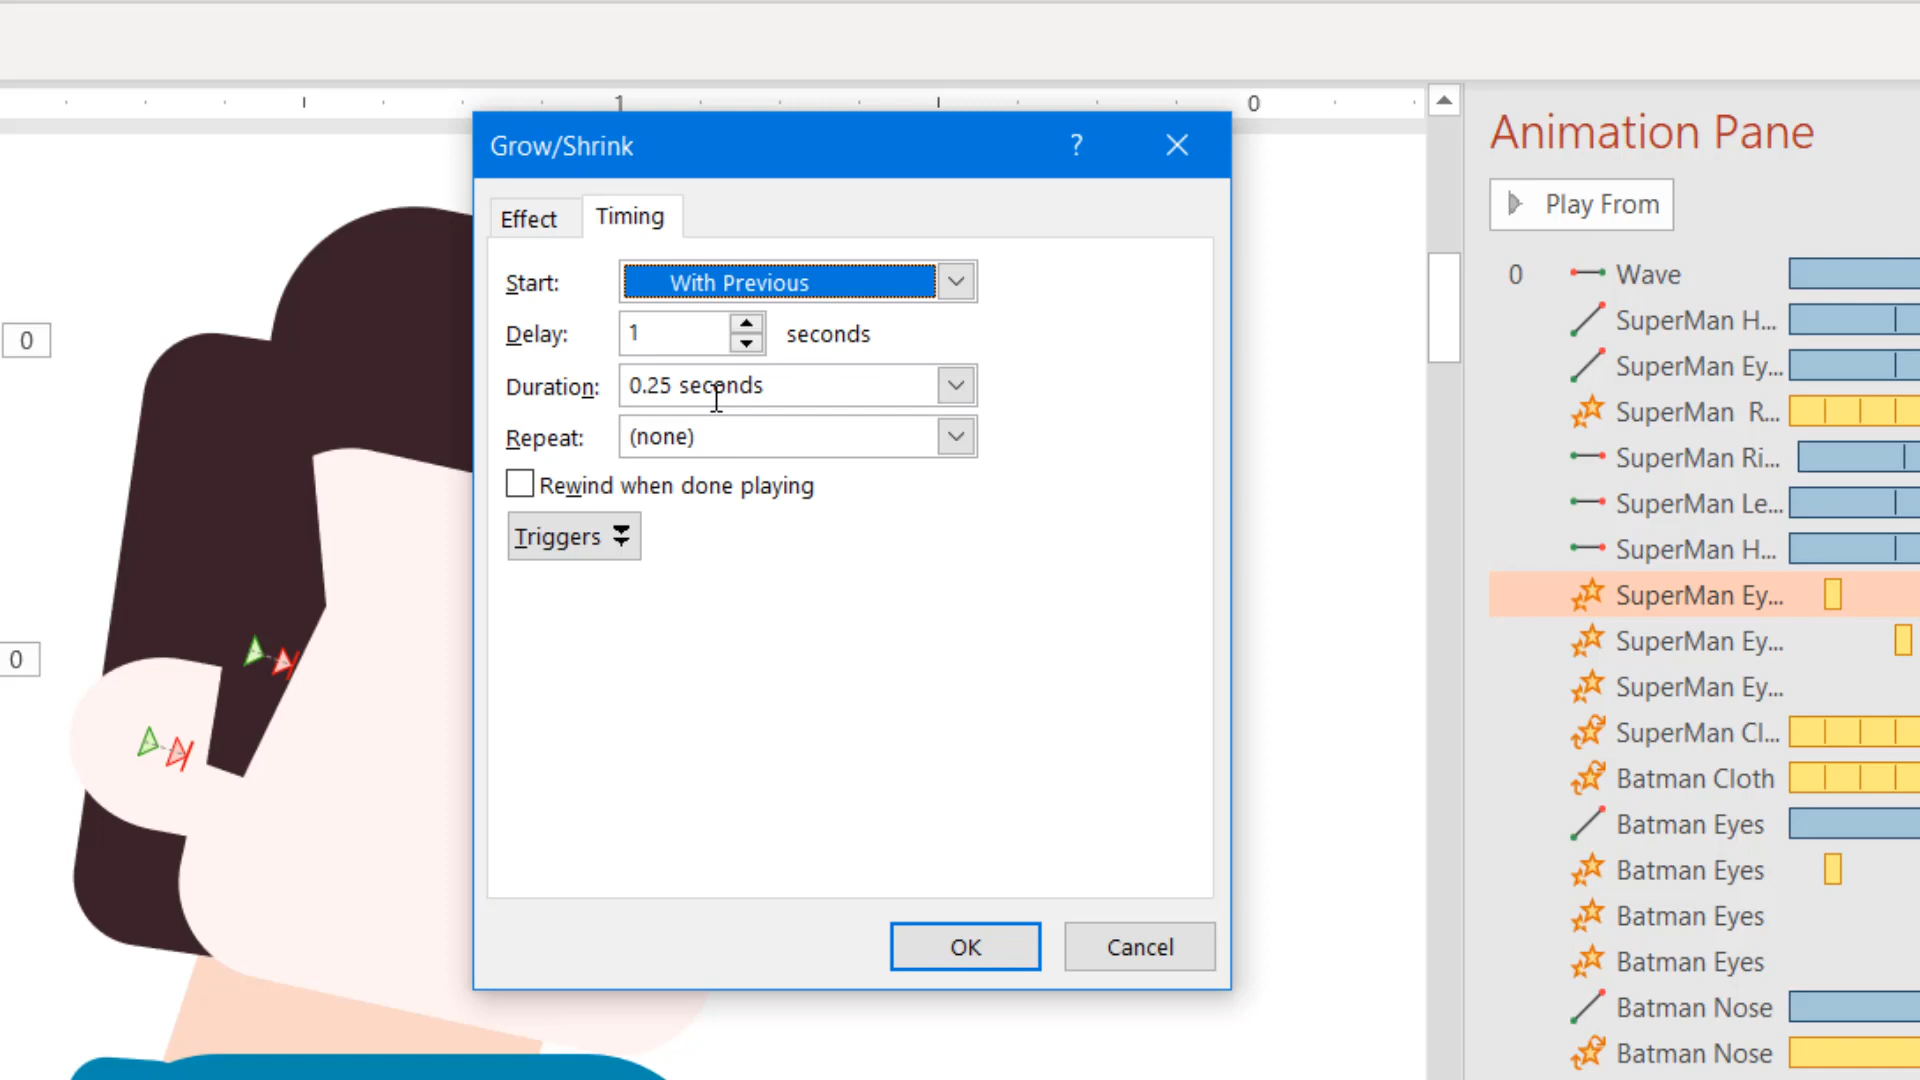 1
0
Grow/Shrink
?
Effect
Timing
Start:
With Previous
Delay:
1
seconds
Duration:
0.25 seconds
Repeat:
(none)
Rewind when done playing
Triggers
OK
Cancel
0
0
Animation Pane
Play From
0
Wave
SuperMan H...
SuperMan Ey...
SuperMan R...
SuperMan Ri...
SuperMan Le...
SuperMan H...
SuperMan Ey...
SuperMan Ey...
SuperMan Ey...
SuperMan Cl...
Batman Cloth
Batman Eyes
Batman Eyes
Batman Eyes
Batman Eyes
Batman Nose
Batman Nose